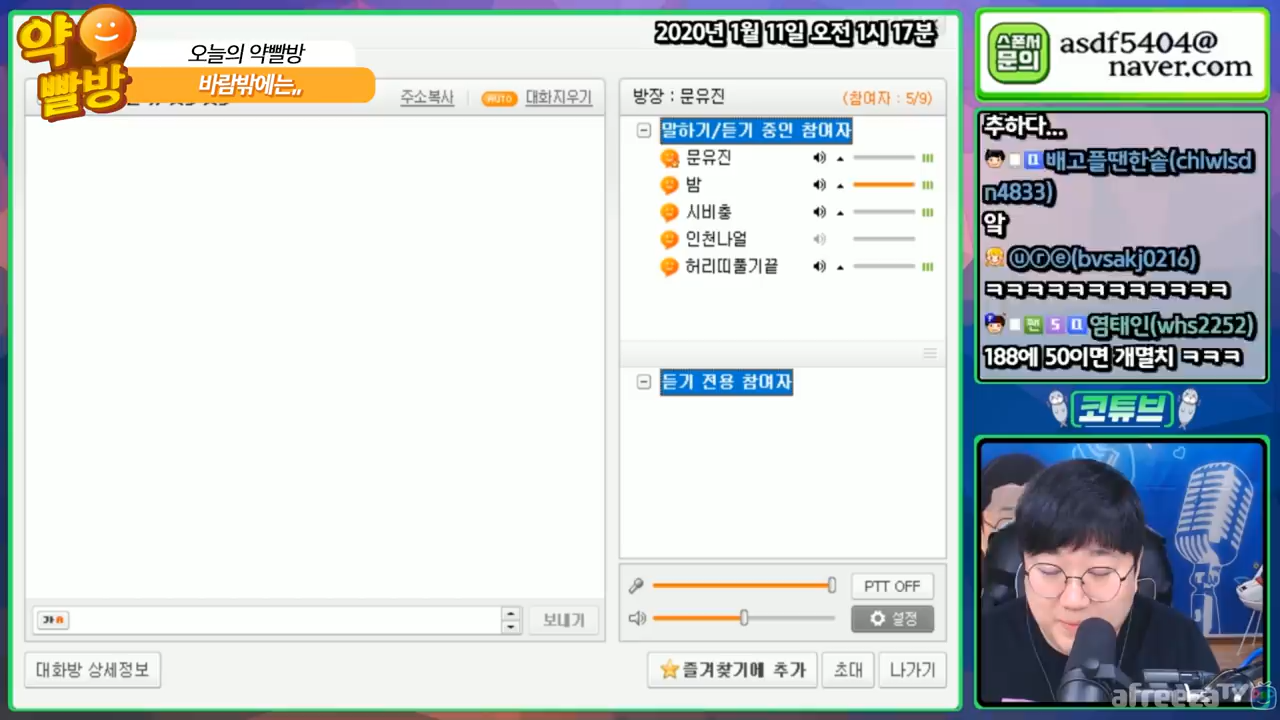 약빵방
오늘의 약빨방
바람밖에는,,
2020년 1월 11일 오전 1시 17분
주소복사
AUTO
대화지우기
방장 : 문유진
(참여자 : 5/9)
말하기/듣기 중인 참여자
문유진
밤
시비충
인천나얼
허리띠풀기끝
듣기 전용 참여자
PTT OFF
설정
가A
보내기
대화방 상세정보
즐겨찾기에 추가
초대
나가기
스폰서
문의
asdf5404@
naver.com
추하다...
배고플땐한솥(chlwlsd
n4833)
앜
ⓤⓡⓔ(bvsakj0216)
ㅋㅋㅋㅋㅋㅋㅋㅋㅋㅋㅋㅋ
팬 S 염태인(whs2252)
188에 50이면 개멸치 ㅋㅋㅋ
코튜브
afreecaTV